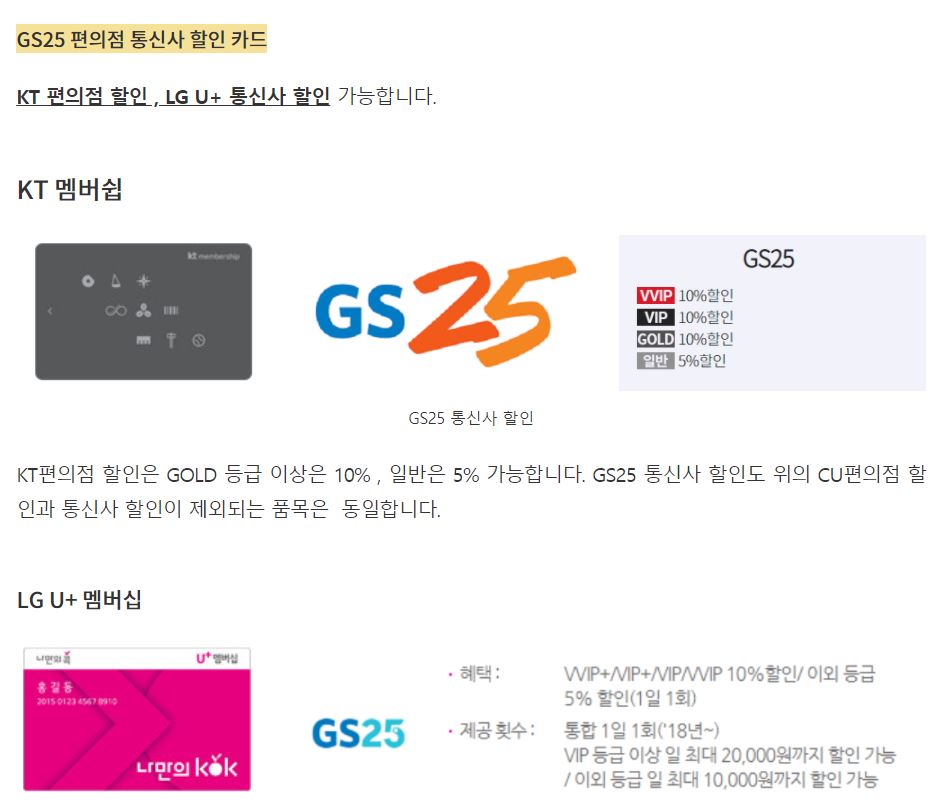 GS25 편의점 통신사 할인 카드
KT 편의점 할인 , LG U+ 통신사 할인 가능합니다.
KT 멤버쉽
kt membership
GS25
GS25
VVIP 10%할인
VIP 10%할인
GOLD 10%할인
일반 5%할인
GS25 통신사 할인
KT편의점 할인은 GOLD 등급 이상은 10% , 일반은 5% 가능합니다. GS25 통신사 할인도 위의 CU편의점 할
인과 통신사 할인이 제외되는 품목은 동일합니다.
LG U+ 멤버십
나만의콕 U+멤버십
홍길동
2015 0123 4567 8910
나만의 kok
GS25
· 혜택 : VVIP+/VIP+/VIP/VVIP 10%할인/ 이외 등급
5% 할인(1일 1회)
· 제공 횟수 : 통합 1일 1회('18년~)
VIP 등급 이상 일 최대 20,000원까지 할인 가능
/ 이외 등급 일 최대 10,000원까지 할인 가능